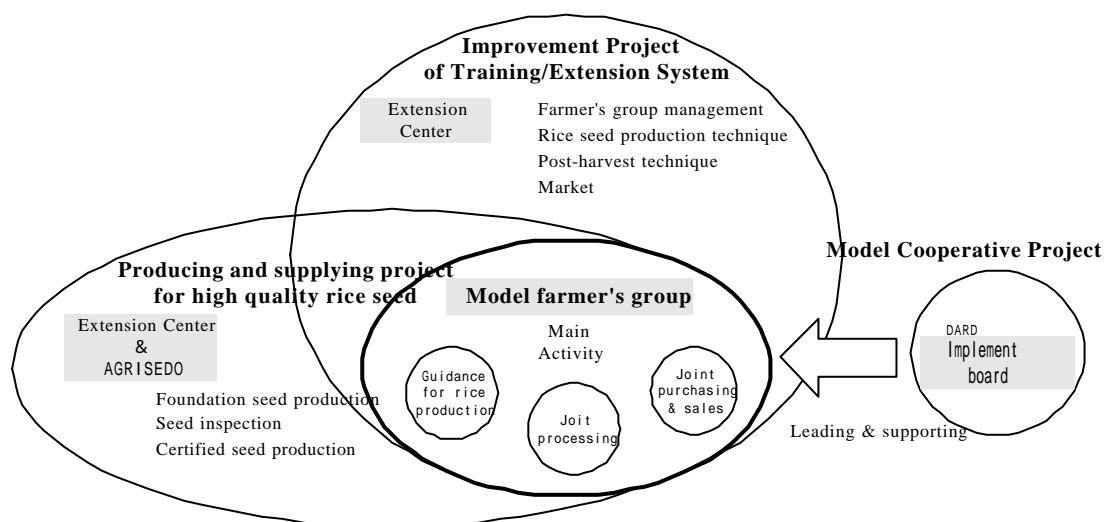 Improvement Project
of Training/Extension System
Extension
Center
Farmer's group management
Rice seed production technique
Post-harvest technique
Market
Producing and supplying project
for high quality rice seed
Extension Center
&
AGRISEDO
Foundation seed production
Seed inspection
Certified seed production
Model farmer's group
Main
Activity
Guidance
for rice
production
Joit
processing
Joint
purchasing
& sales
Model Cooperative Project
DARD
Implement
board
Leading & supporting